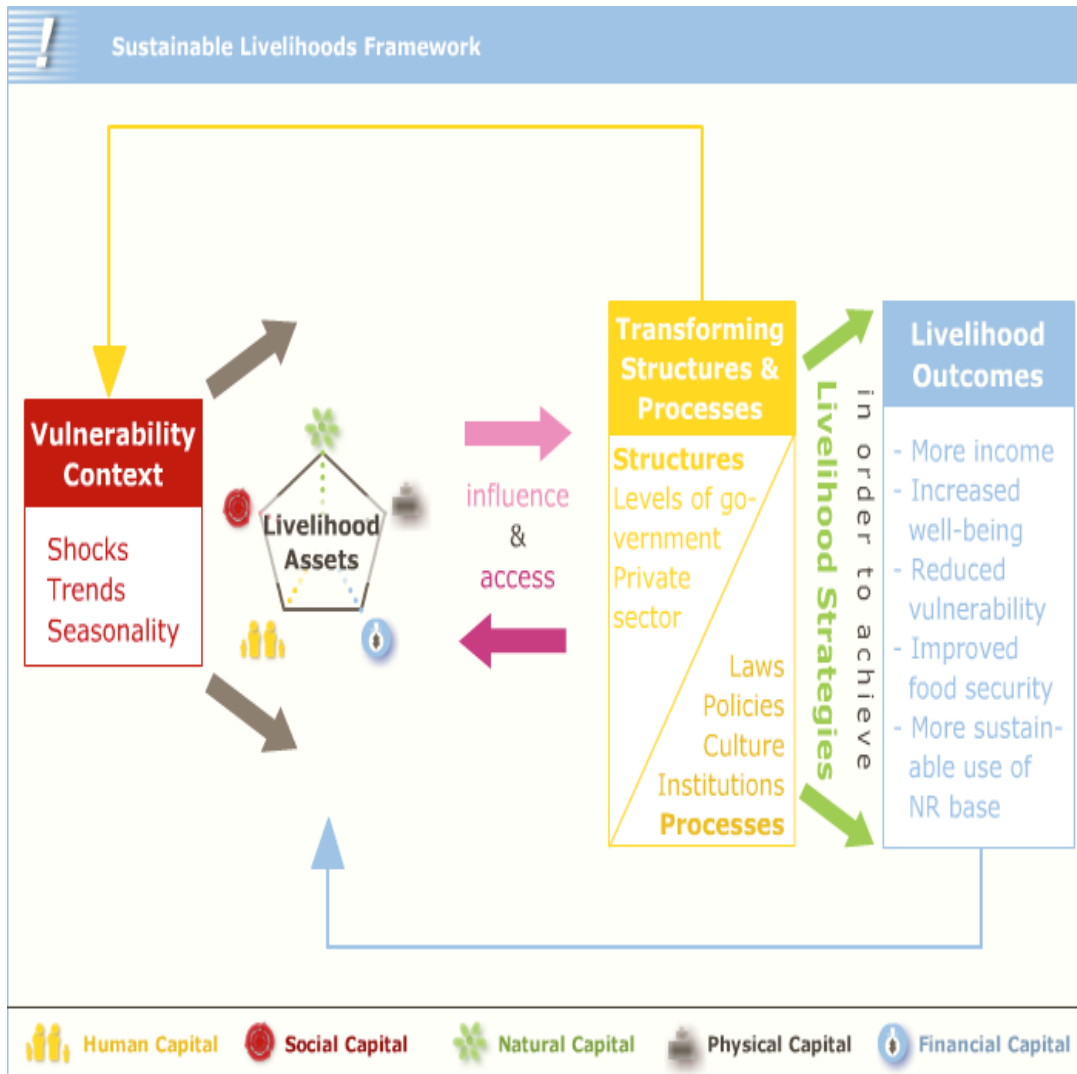 !
Sustainable Livelihoods Framework
Vulnerability
Context
Shocks
Trends
Seasonality
Livelihood
Assets
influence
&
access
Transforming
Structures &
Processes
Structures
Levels of go-
vernment
Private
sector
Laws
Policies
Culture
Institutions
Processes
Livelihood Strategies
in order to achieve
Livelihood
Outcomes
- More income
- Increased
well-being
- Reduced
vulnerability
- Improved
food security
- More sustain-
able use of
NR base
Human Capital
Social Capital
Natural Capital
Physical Capital
Financial Capital